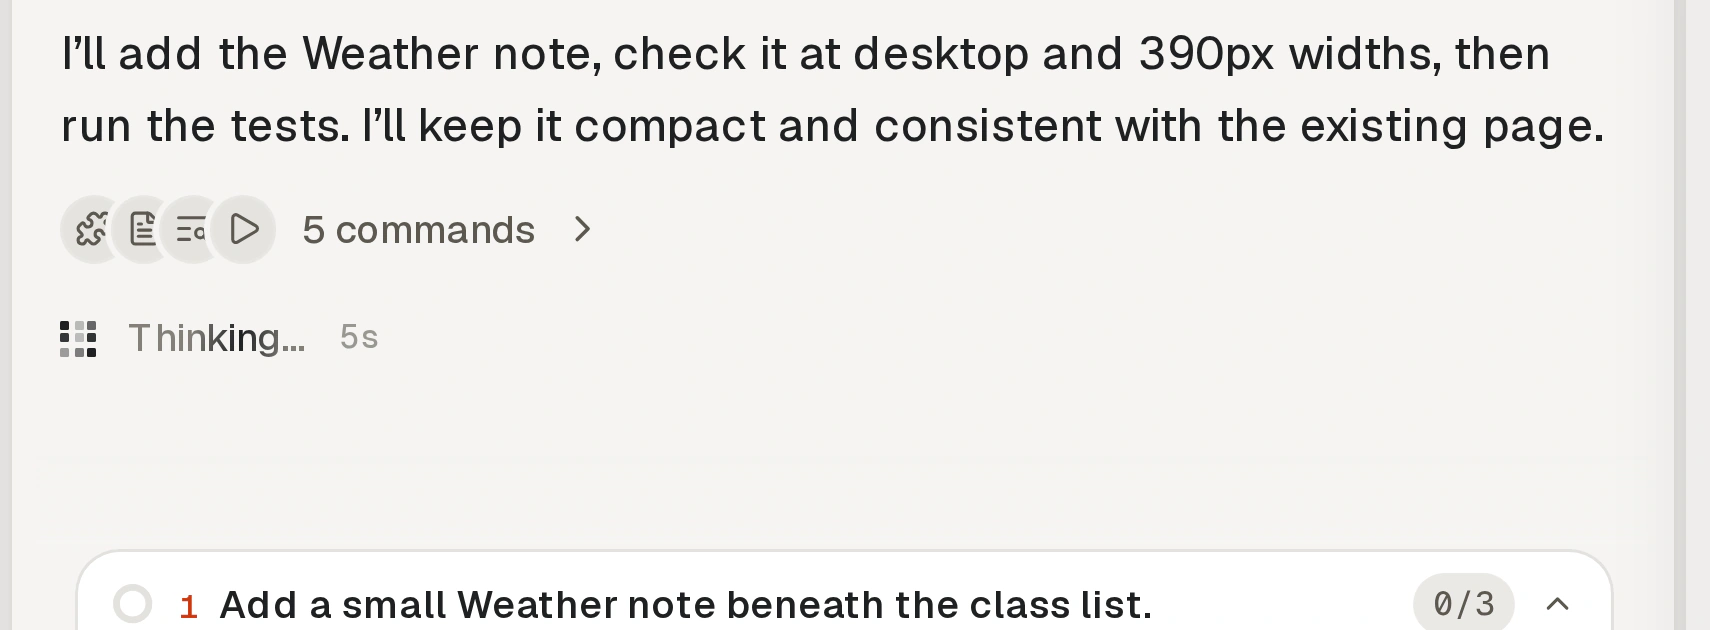 I’ll add the Weather note, check it at desktop and 390px widths, then
run the tests. I’ll keep it compact and consistent with the existing page.
5 commands
Thinking... 5s
1 Add a small Weather note beneath the class list. 0/3